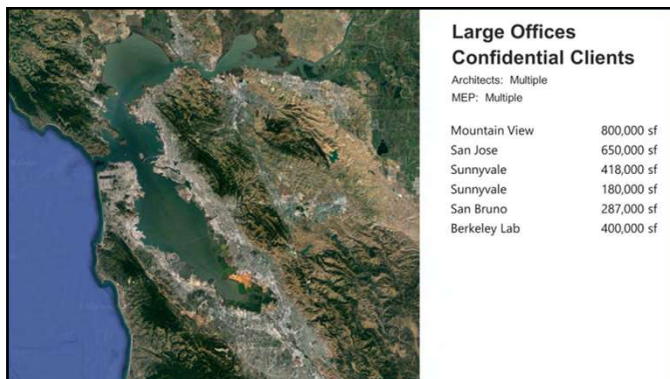 Large Offices
Confidential Clients
Architects: Multiple
MEP: Multiple
Mountain View 800,000 sf
San Jose 650,000 sf
Sunnyvale 418,000 sf
Sunnyvale 180,000 sf
San Bruno 287,000 sf
Berkeley Lab 400,000 sf